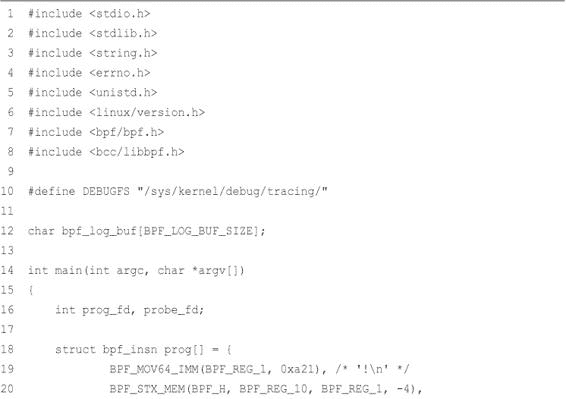 1 #include <stdio.h>
2 #include <stdlib.h>
3 #include <string.h>
4 #include <errno.h>
5 #include <unistd.h>
6 #include <linux/version.h>
7 #include <bpf/bpf.h>
8 #include <bcc/libbpf.h>
9
10 #define DEBUGFS "/sys/kernel/debug/tracing/"
11
12 char bpf_log_buf[BPF_LOG_BUF_SIZE];
13
14 int main(int argc, char *argv[])
15 {
16     int prog_fd, probe_fd;
17
18     struct bpf_insn prog[] = {
19             BPF_MOV64_IMM(BPF_REG_1, 0xa21), /* '!\n' */
20             BPF_STX_MEM(BPF_H, BPF_REG_10, BPF_REG_1, -4),